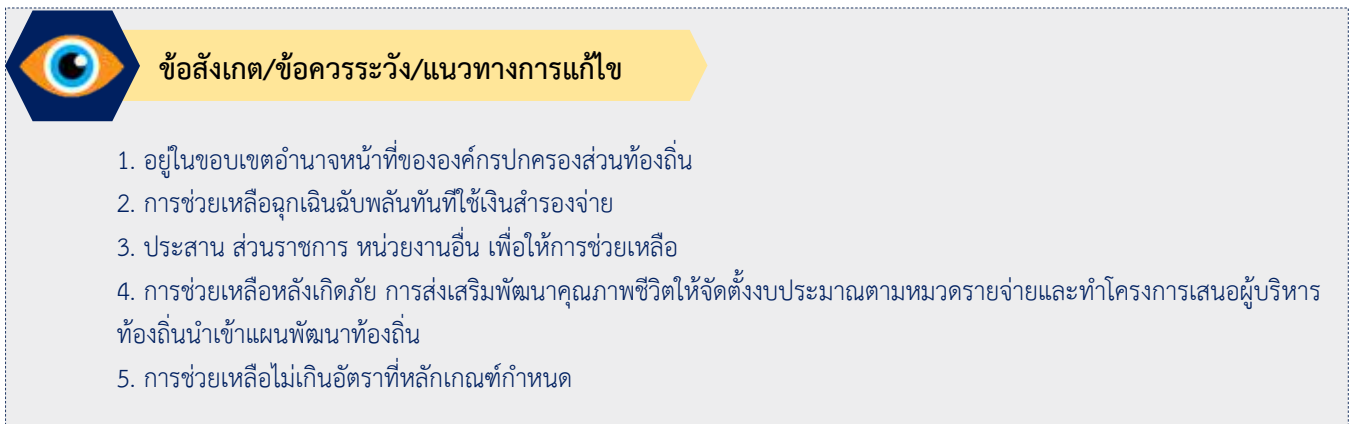 ข้อสังเกต/ข้อควรระวัง/แนวทางการแก้ไข
1. อยู่ในขอบเขตอำนาจหน้าที่ขององค์กรปกครองส่วนท้องถิ่น
2. การช่วยเหลือฉุกเฉินฉับพลันทันทีใช้เงินสำรองจ่าย
3. ประสาน ส่วนราชการ หน่วยงานอื่น เพื่อให้การช่วยเหลือ
4. การช่วยเหลือหลังเกิดภัย การส่งเสริมพัฒนาคุณภาพชีวิตให้จัดตั้งงบประมาณตามหมวดรายจ่ายและทำโครงการเสนอผู้บริหาร
ท้องถิ่นนำเข้าแผนพัฒนาท้องถิ่น
5. การช่วยเหลือไม่เกินอัตราที่หลักเกณฑ์กำหนด